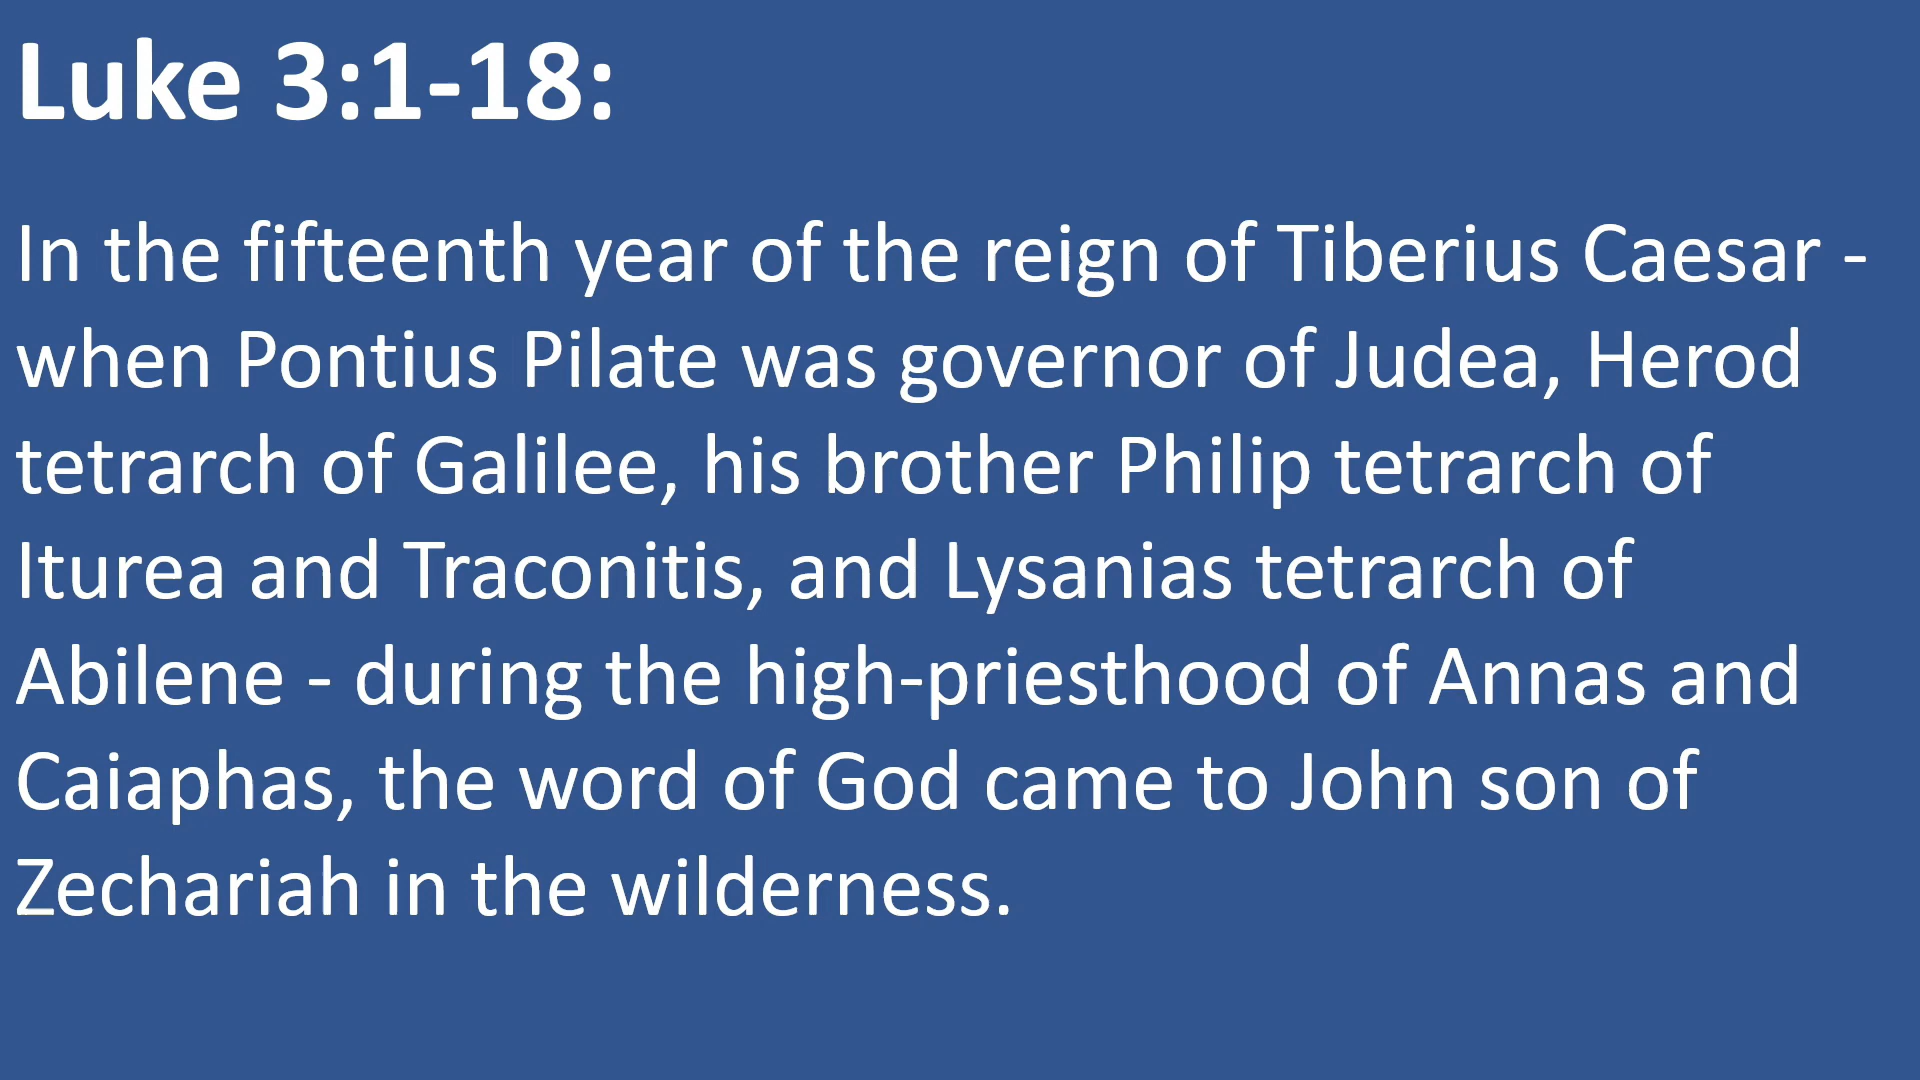 Luke 3:1-18:
In the fifteenth year of the reign of Tiberius Caesar -
when Pontius Pilate was governor of Judea, Herod
tetrarch of Galilee, his brother Philip tetrarch of
Iturea and Traconitis, and Lysanias tetrarch of
Abilene - during the high-priesthood of Annas and
Caiaphas, the word of God came to John son of
Zechariah in the wilderness.